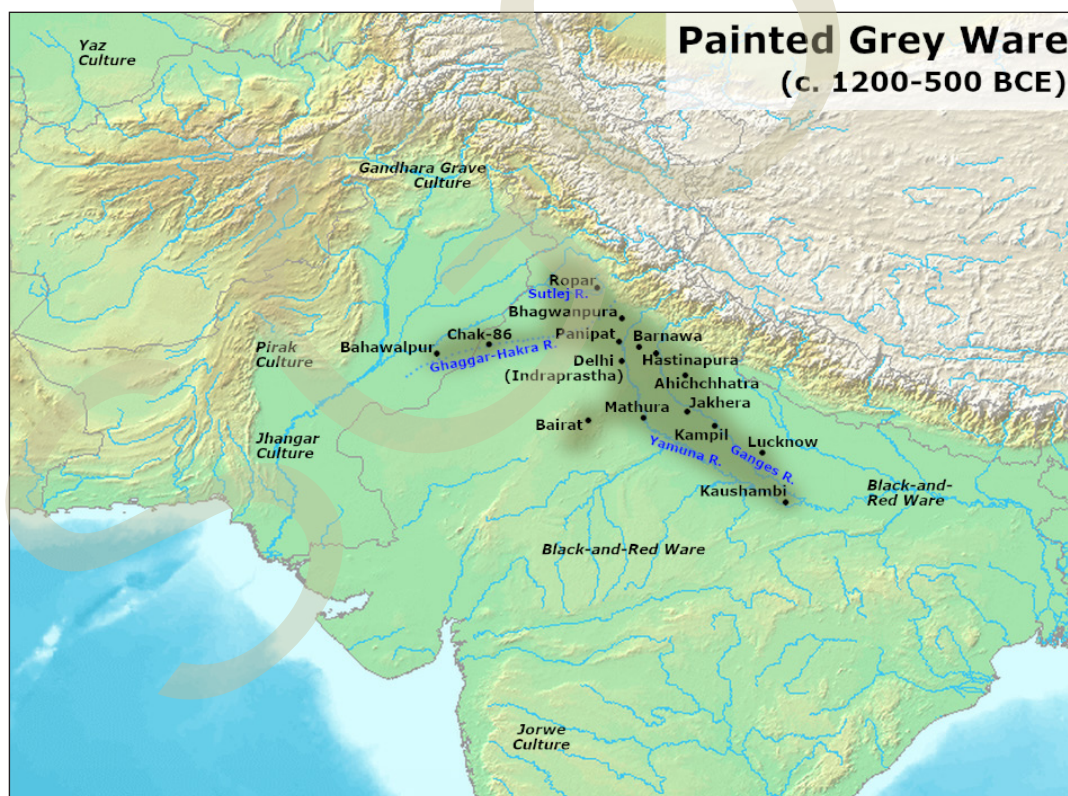 Painted Grey Ware
(c. 1200-500 BCE)
Yaz
Culture
Gandhara Grave
Culture
Ropar
Sutlej R.
Bhagwanpura
Chak-86
Panipat
Barnawa
Bahawalpur
Ghaggar-Hakra R.
Pirak
Culture
Delhi
(Indraprastha)
Hastinapura
Ahichchhatra
Mathura
Jakhera
Bairat
Kampil
Jhangar
Culture
Yamuna R.
Ganges R.
Lucknow
Kaushambi
Black-and-
Red Ware
Black-and-Red Ware
Jorwe
Culture